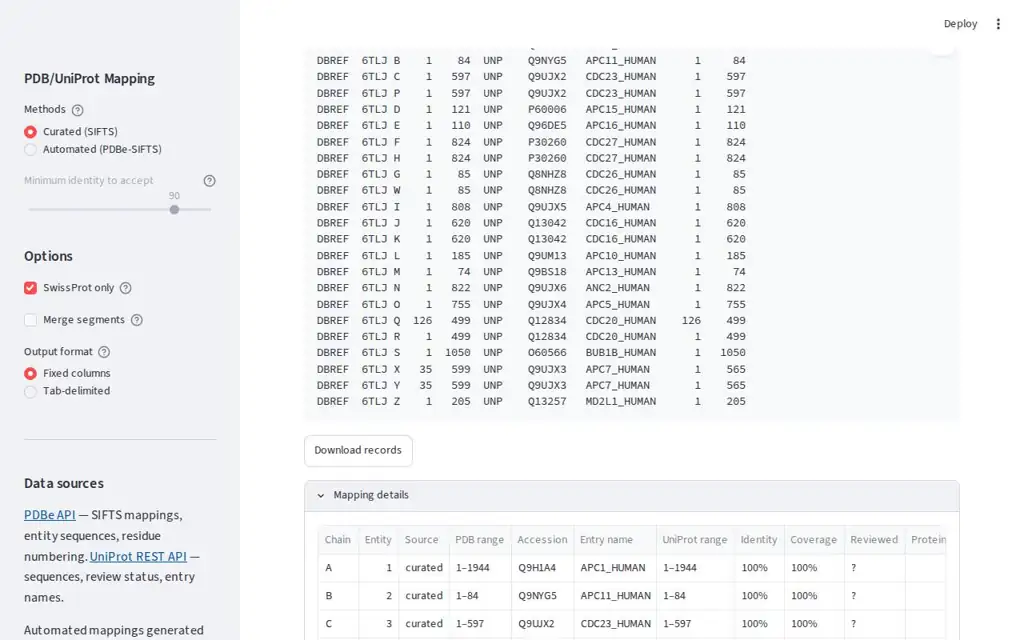 Deploy
PDB/UniProt Mapping
Methods
Curated (SIFTS)
Automated (PDBe-SIFTS)
Minimum identity to accept
90
Options
SwissProt only
Merge segments
Output format
Fixed columns
Tab-delimited
Data sources
PDBe API — SIFTS mappings,
entity sequences, residue
numbering. UniProt REST API —
sequences, review status, entry
names.
Automated mappings generated
DBREF 6TLJ B 1 84 UNP Q9NYG5 APC11_HUMAN 1 84
DBREF 6TLJ C 1 597 UNP Q9UJX2 CDC23_HUMAN 1 597
DBREF 6TLJ P 1 597 UNP Q9UJX2 CDC23_HUMAN 1 597
DBREF 6TLJ D 1 121 UNP P60006 APC15_HUMAN 1 121
DBREF 6TLJ E 1 110 UNP Q96DE5 APC16_HUMAN 1 110
DBREF 6TLJ F 1 824 UNP P30260 CDC27_HUMAN 1 824
DBREF 6TLJ H 1 824 UNP P30260 CDC27_HUMAN 1 824
DBREF 6TLJ G 1 85 UNP Q8NHZ8 CDC26_HUMAN 1 85
DBREF 6TLJ W 1 85 UNP Q8NHZ8 CDC26_HUMAN 1 85
DBREF 6TLJ I 1 808 UNP Q9UJX5 APC4_HUMAN 1 808
DBREF 6TLJ J 1 620 UNP Q13042 CDC16_HUMAN 1 620
DBREF 6TLJ K 1 620 UNP Q13042 CDC16_HUMAN 1 620
DBREF 6TLJ L 1 185 UNP Q9UM13 APC10_HUMAN 1 185
DBREF 6TLJ M 1 74 UNP Q9BS18 APC13_HUMAN 1 74
DBREF 6TLJ N 1 822 UNP Q9UJX6 ANC2_HUMAN 1 822
DBREF 6TLJ O 1 755 UNP Q9UJX4 APC5_HUMAN 1 755
DBREF 6TLJ Q 126 499 UNP Q12834 CDC20_HUMAN 126 499
DBREF 6TLJ R 1 499 UNP Q12834 CDC20_HUMAN 1 499
DBREF 6TLJ S 1 1050 UNP O60566 BUB1B_HUMAN 1 1050
DBREF 6TLJ X 35 599 UNP Q9UJX3 APC7_HUMAN 1 565
DBREF 6TLJ Y 35 599 UNP Q9UJX3 APC7_HUMAN 1 565
DBREF 6TLJ Z 1 205 UNP Q13257 MD2L1_HUMAN 1 205
Download records
Mapping details
Chain Entity Source PDB range Accession Entry name UniProt range Identity Coverage Reviewed Protein
A 1 curated 1–1944 Q9H1A4 APC1_HUMAN 1–1944 100% 100% ?
B 2 curated 1–84 Q9NYG5 APC11_HUMAN 1–84 100% 100% ?
C 3 curated 1–597 Q9UJX2 CDC23_HUMAN 1–597 100% 100% ?